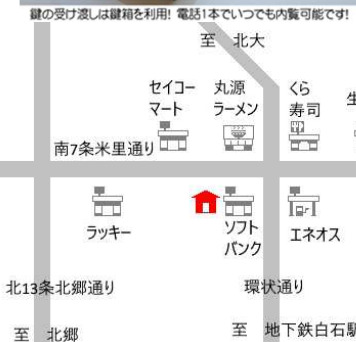 鍵の受け渡しは鍵箱を利用! 電話1本でいつでも内覧可能です!
至 北大
セイコー
マート
丸源
ラーメン
くら
寿司
生
南7条米里通り
ラッキー
ソフト
バンク
エネオス
北13条北郷通り
環状通り
至 北郷
至 地下鉄白石駅